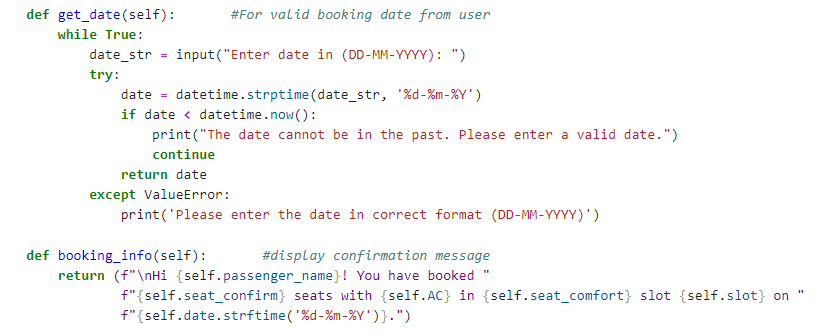 def get_date(self):       #For valid booking date from user
    while True:
        date_str = input("Enter date in (DD-MM-YYYY): ")
        try:
            date = datetime.strptime(date_str, '%d-%m-%Y')
            if date < datetime.now():
                print("The date cannot be in the past. Please enter a valid date.")
                continue
            return date
        except ValueError:
            print('Please enter the date in correct format (DD-MM-YYYY)')
def booking_info(self):       #display confirmation message
    return (f"\nHi {self.passenger_name}! You have booked "
            f"{self.seat_confirm} seats with {self.AC} in {self.seat_comfort} slot {self.slot} on "
            f"{self.date.strftime('%d-%m-%Y')}.")